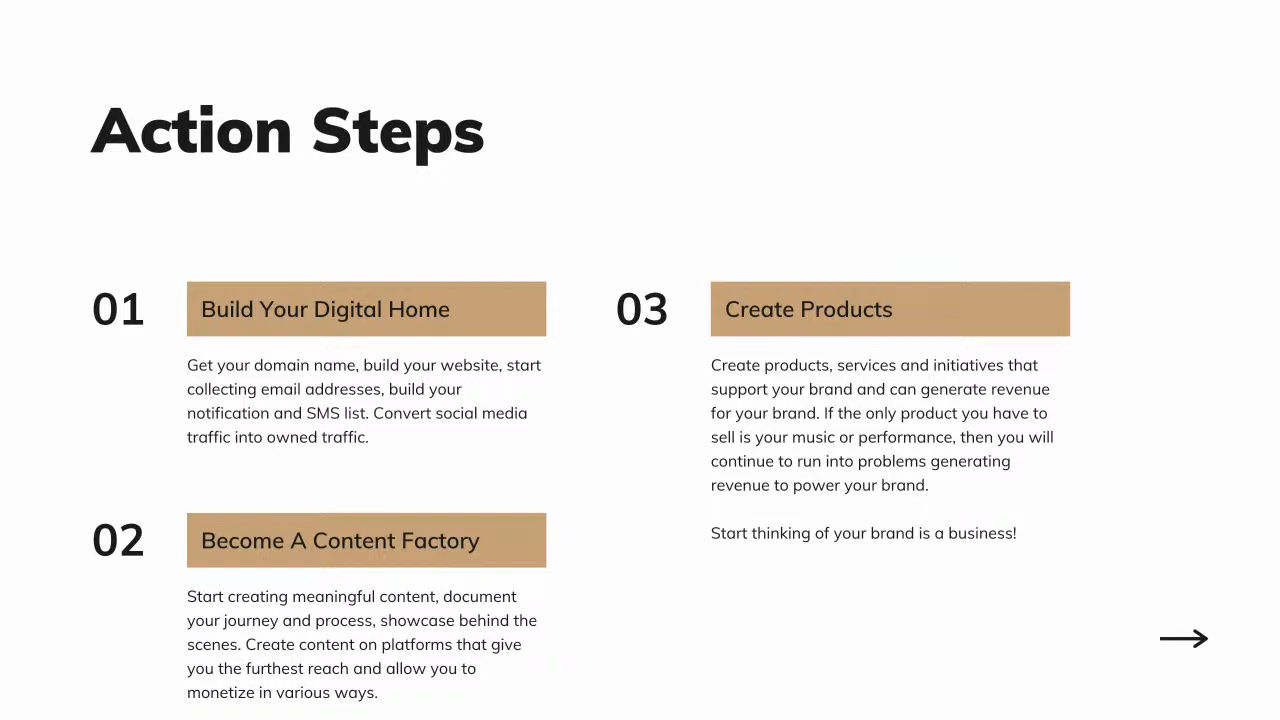 Action Steps
01
Build Your Digital Home
Get your domain name, build your website, start
collecting email addresses, build your
notification and SMS list. Convert social media
traffic into owned traffic.
02
Become A Content Factory
Start creating meaningful content, document
your journey and process, showcase behind the
scenes. Create content on platforms that give
you the furthest reach and allow you to
monetize in various ways.
03
Create Products
Create products, services and initiatives that
support your brand and can generate revenue
for your brand. If the only product you have to
sell is your music or performance, then you will
continue to run into problems generating
revenue to power your brand.
Start thinking of your brand is a business!